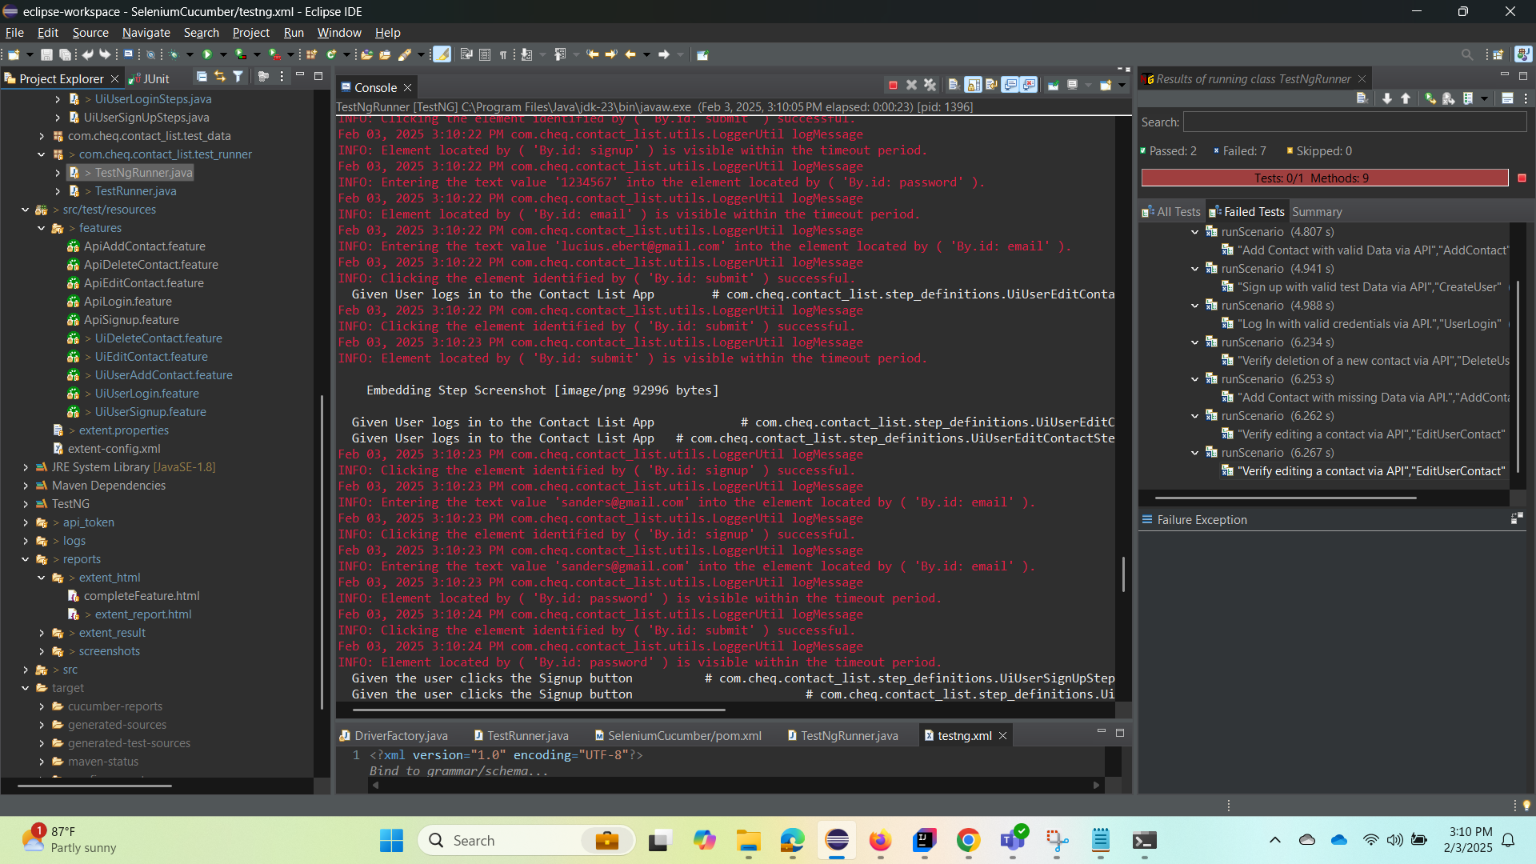 eclipse-workspace - SeleniumCucumber/testng.xml - Eclipse IDE
File Edit Source Navigate Search Project Run Window Help
Project Explorer JUnit
> UiUserLoginSteps.java
UiUserSignUpSteps.java
com.cheq.contact_list.test_data
> com.cheq.contact_list.test_runner
> TestNgRunner.java
> TestRunner.java
> src/test/resources
> features
ApiAddContact.feature
ApiDeleteContact.feature
ApiEditContact.feature
ApiLogin.feature
ApiSignup.feature
> UiDeleteContact.feature
> UiEditContact.feature
> UiUserAddContact.feature
> UiUserLogin.feature
> UiUserSignup.feature
> extent.properties
extent-config.xml
JRE System Library [JavaSE-1.8]
Maven Dependencies
TestNG
> api_token
> logs
> reports
> extent_html
completeFeature.html
> extent_report.html
> extent_result
> screenshots
> src
target
cucumber-reports
generated-sources
generated-test-sources
maven-status
Console
TestNgRunner [TestNG] C:\Program Files\Java\jdk-23\bin\javaw.exe (Feb 3, 2025, 3:10:05 PM elapsed: 0:00:23) [pid: 1396]
INFO: Clicking the element identified by ( 'By.id: submit' ) successful.
Feb 03, 2025 3:10:22 PM com.cheq.contact_list.utils.LoggerUtil logMessage
INFO: Element located by ( 'By.id: signup' ) is visible within the timeout period.
Feb 03, 2025 3:10:22 PM com.cheq.contact_list.utils.LoggerUtil logMessage
INFO: Entering the text value '1234567' into the element located by ( 'By.id: password' ).
Feb 03, 2025 3:10:22 PM com.cheq.contact_list.utils.LoggerUtil logMessage
INFO: Element located by ( 'By.id: email' ) is visible within the timeout period.
Feb 03, 2025 3:10:22 PM com.cheq.contact_list.utils.LoggerUtil logMessage
INFO: Entering the text value 'lucius.ebert@gmail.com' into the element located by ( 'By.id: email' ).
Feb 03, 2025 3:10:22 PM com.cheq.contact_list.utils.LoggerUtil logMessage
INFO: Clicking the element identified by ( 'By.id: submit' ) successful.
Given User logs in to the Contact List App # com.cheq.contact_list.step_definitions.UiUserEditConta
Feb 03, 2025 3:10:22 PM com.cheq.contact_list.utils.LoggerUtil logMessage
INFO: Clicking the element identified by ( 'By.id: submit' ) successful.
Feb 03, 2025 3:10:23 PM com.cheq.contact_list.utils.LoggerUtil logMessage
INFO: Element located by ( 'By.id: submit' ) is visible within the timeout period.
Embedding Step Screenshot [image/png 92996 bytes]
Given User logs in to the Contact List App # com.cheq.contact_list.step_definitions.UiUserEditC
Given User logs in to the Contact List App # com.cheq.contact_list.step_definitions.UiUserEditContactSte
Feb 03, 2025 3:10:23 PM com.cheq.contact_list.utils.LoggerUtil logMessage
INFO: Clicking the element identified by ( 'By.id: signup' ) successful.
Feb 03, 2025 3:10:23 PM com.cheq.contact_list.utils.LoggerUtil logMessage
INFO: Entering the text value 'sanders@gmail.com' into the element located by ( 'By.id: email' ).
Feb 03, 2025 3:10:23 PM com.cheq.contact_list.utils.LoggerUtil logMessage
INFO: Clicking the element identified by ( 'By.id: signup' ) successful.
Feb 03, 2025 3:10:23 PM com.cheq.contact_list.utils.LoggerUtil logMessage
INFO: Entering the text value 'sanders@gmail.com' into the element located by ( 'By.id: email' ).
Feb 03, 2025 3:10:23 PM com.cheq.contact_list.utils.LoggerUtil logMessage
INFO: Element located by ( 'By.id: password' ) is visible within the timeout period.
Feb 03, 2025 3:10:24 PM com.cheq.contact_list.utils.LoggerUtil logMessage
INFO: Clicking the element identified by ( 'By.id: submit' ) successful.
Feb 03, 2025 3:10:24 PM com.cheq.contact_list.utils.LoggerUtil logMessage
INFO: Element located by ( 'By.id: password' ) is visible within the timeout period.
Given the user clicks the Signup button # com.cheq.contact_list.step_definitions.UiUserSignUpStep
Given the user clicks the Signup button # com.cheq.contact_list.step_definitions.Ui
DriverFactory.java TestRunner.java SeleniumCucumber/pom.xml TestNgRunner.java testng.xml
1 <?xml version="1.0" encoding="UTF-8"?>
Bind to grammar/schema...
Results of running class TestNgRunner
Search:
Passed: 2 Failed: 7 Skipped: 0
Tests: 0/1 Methods: 9
All Tests Failed Tests Summary
runScenario (4.807 s)
"Add Contact with valid Data via API","AddContact"
runScenario (4.941 s)
"Sign up with valid test Data via API","CreateUser"
runScenario (4.988 s)
"Log In with valid credentials via API.","UserLogin"
runScenario (6.234 s)
"Verify deletion of a new contact via API","DeleteUs
runScenario (6.253 s)
"Add Contact with missing Data via API.","AddConta
runScenario (6.262 s)
"Verify editing a contact via API","EditUserContact"
runScenario (6.267 s)
"Verify editing a contact via API","EditUserContact"
Failure Exception
1
87°F
Partly sunny
Search
3:10 PM
2/3/2025